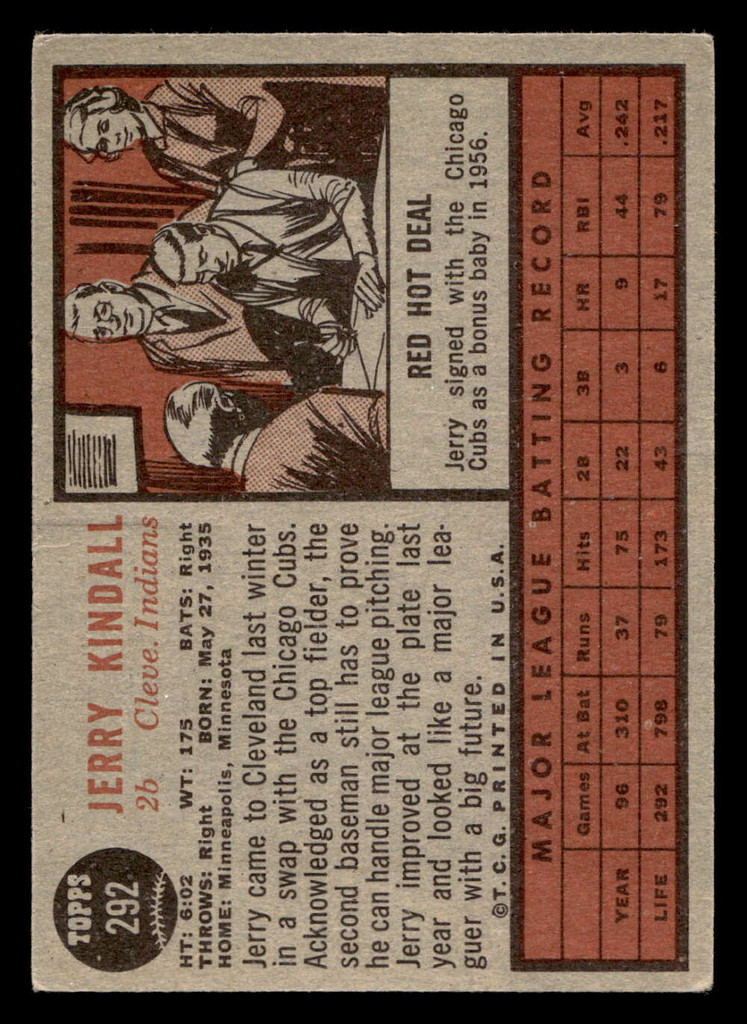 TOPPS
292
JERRY KINDALL
2b Cleve. Indians
HT: 6:02 WT: 175 BATS: Right
THROWS: Right BORN: May 27, 1935
HOME: Minneapolis, Minnesota
Jerry came to Cleveland last winter
in a swap with the Chicago Cubs.
Acknowledged as a top fielder, the
second baseman still has to prove
he can handle major league pitching.
Jerry improved at the plate last
year and looked like a major lea-
guer with a big future.
©T.C.G. PRINTED IN U.S.A.
RED HOT DEAL
Jerry signed with the Chicago
Cubs as a bonus baby in 1956.
MAJOR LEAGUE BATTING RECORD
Games At Bat Runs Hits 2B 3B HR RBI Avg
YEAR 96 310 37 75 22 3 9 44 .242
LIFE 292 798 79 173 43 6 17 79 .217